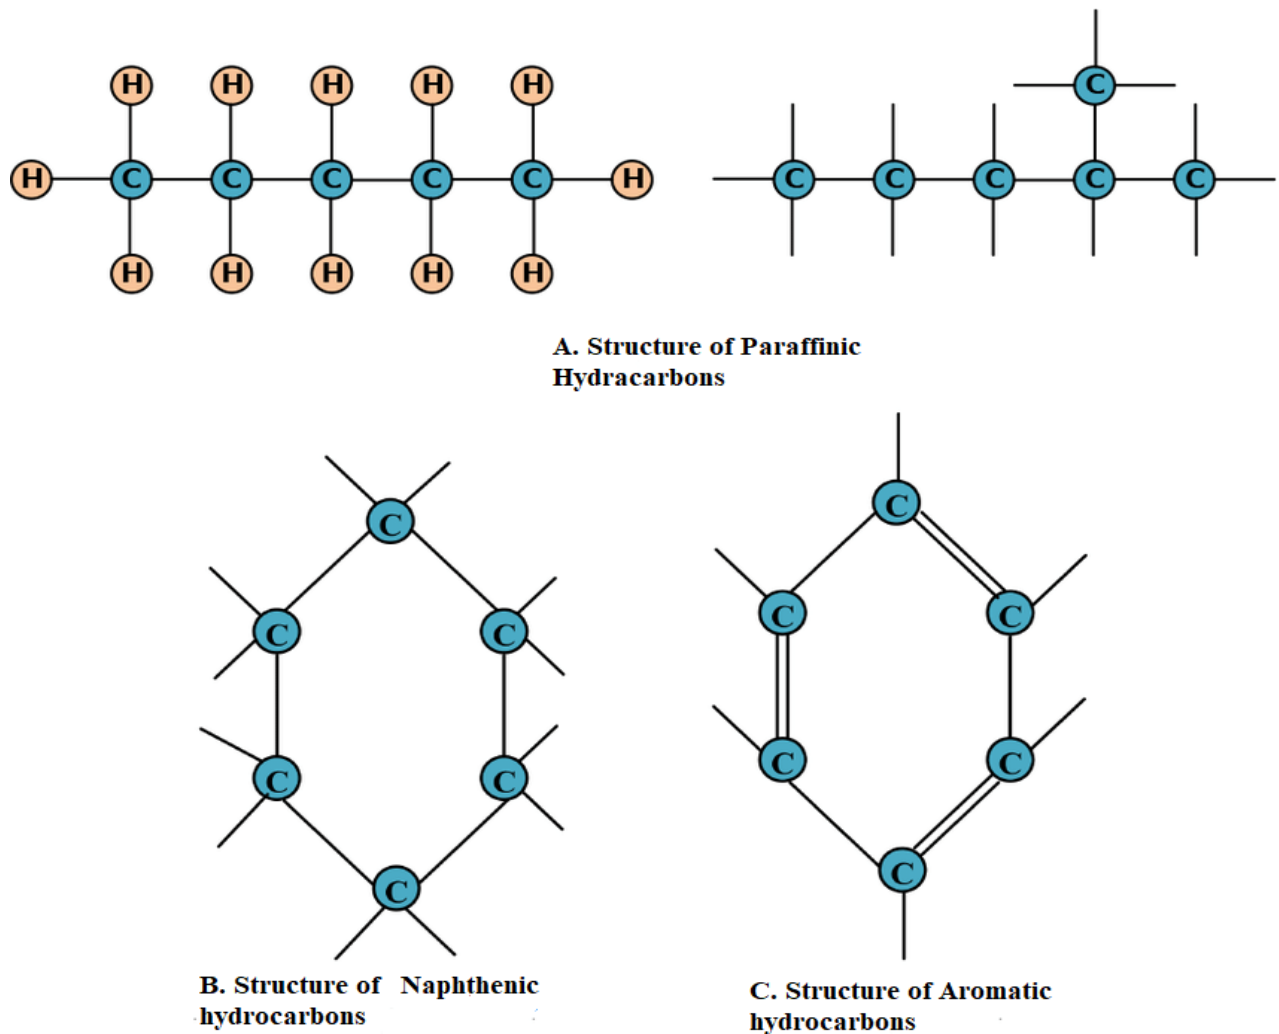 H H H H H
C
H C C C C C H C C C C C
H H H H H
A. Structure of Paraffinic
Hydracarbons
C
C
C
C
C
C
C
C
C
C
C
C
B. Structure of Naphthenic
hydrocarbons
C. Structure of Aromatic
hydrocarbons